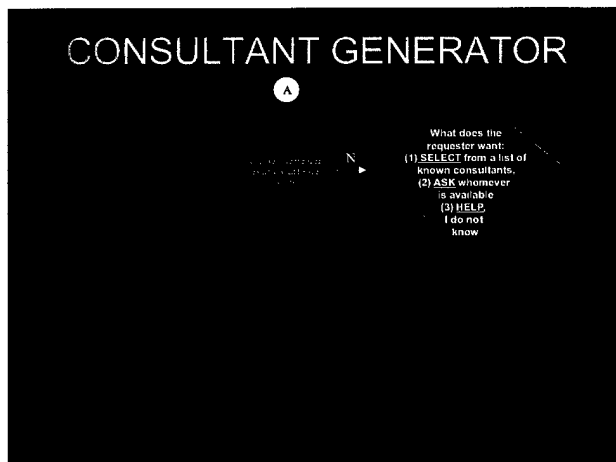 CONSULTANT GENERATOR
A
N
What does the
requester want:
(1) SELECT from a list of
known consultants,
(2) ASK whomever
is available
(3) HELP,
I do not
know